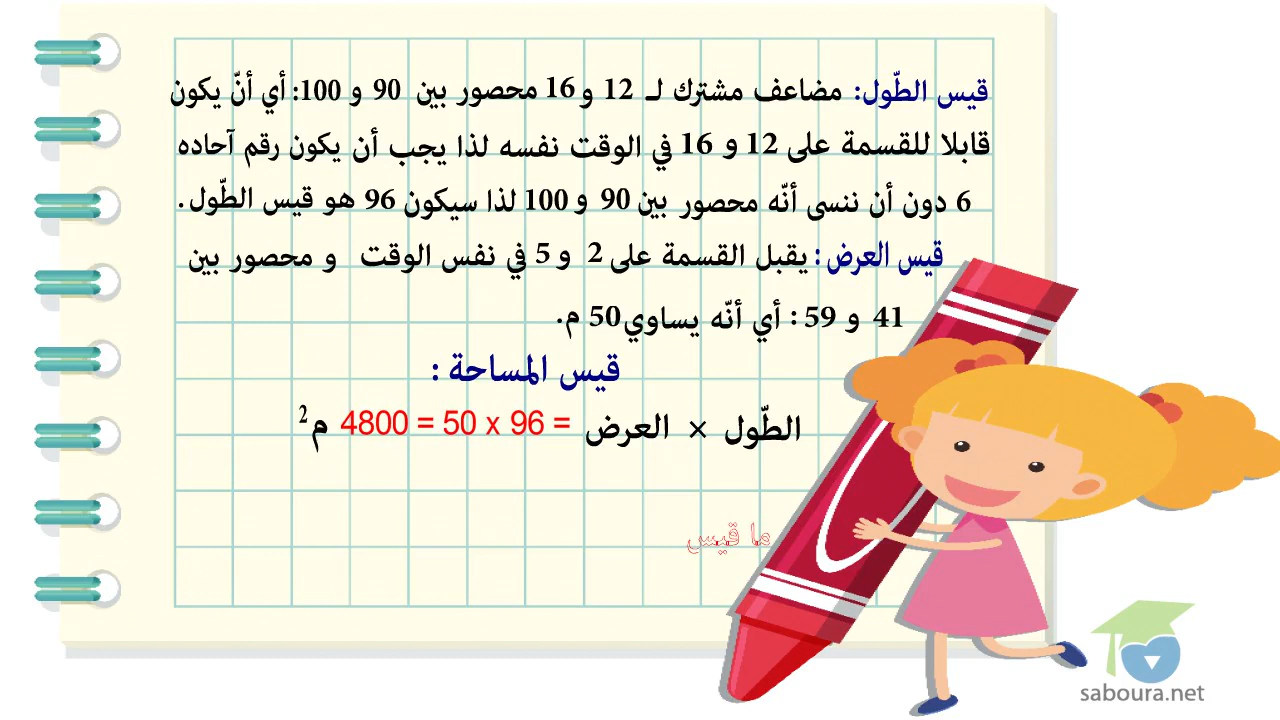 قيس الطّول: مضاعف مشترك لـ 12 و 16 محصور بين 90 و 100: أي أنّ يكون
قابلا للقسمة على 12 و 16 في الوقت نفسه لذا يجب أن يكون رقم آحاده
6 دون أن ننسى أنّه محصور بين 90 و 100 لذا سيكون 96 هو قيس الطّول.
قيس العرض: يقبل القسمة على 2 و 5 في نفس الوقت و محصور بين
41 و 59 : أي أنّه يساوي 50 م.
قيس المساحة :
الطّول × العرض = 96 x 50 = 4800 م²
ما قيس
saboura.net